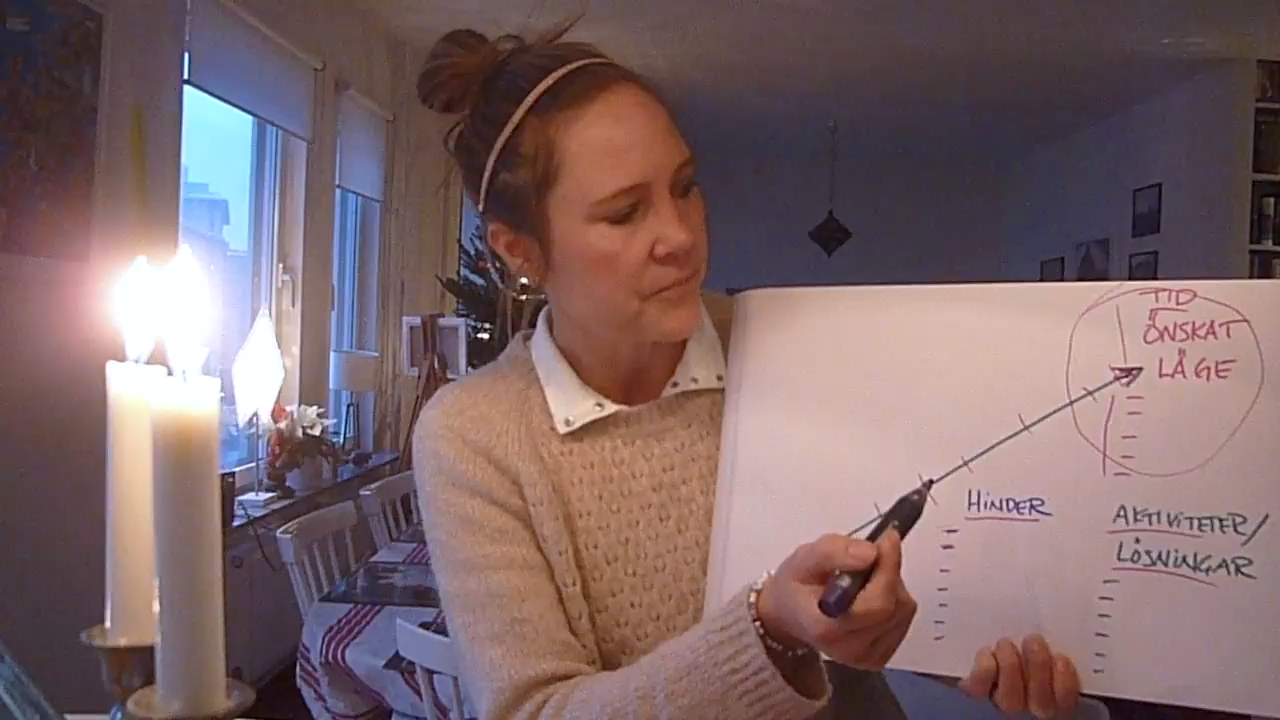 TID
ÖNSKAT
LÄGE
HINDER
AKTIVITETER/
LÖSNINGAR